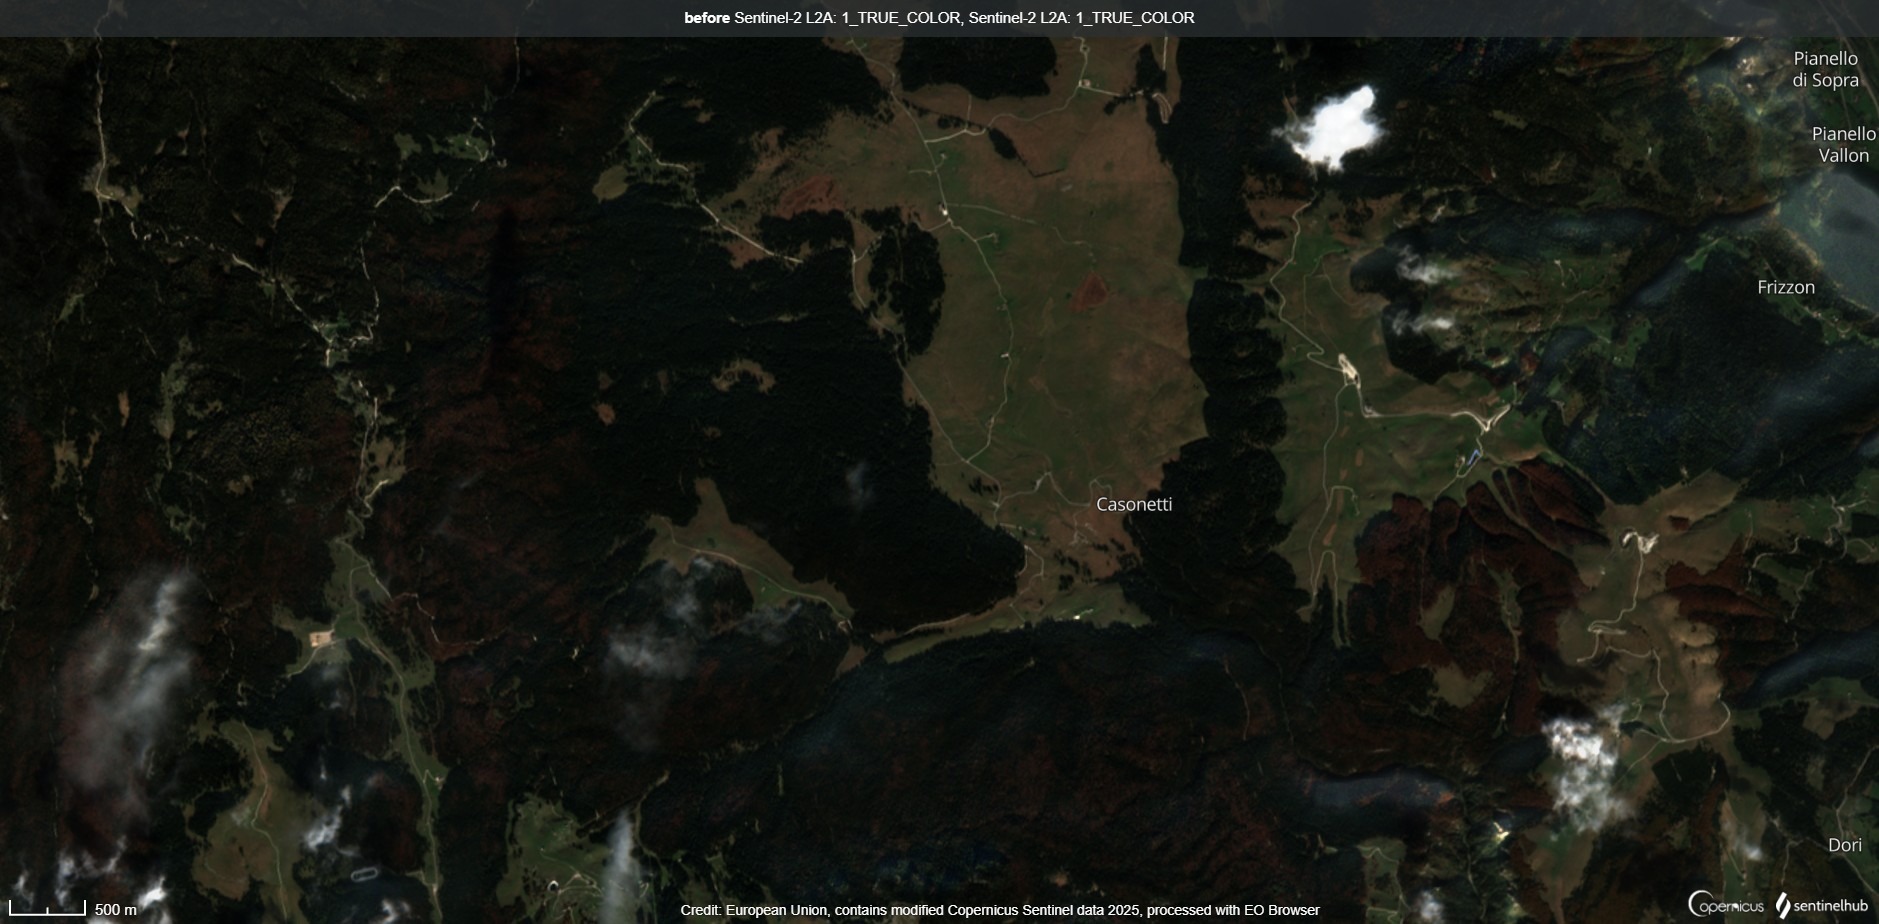 before Sentinel-2 L2A: 1_TRUE_COLOR, Sentinel-2 L2A: 1_TRUE_COLOR
Pianello
di Sopra
Pianello
Vallon
Frizzon
Casonetti
Dori
500 m
Credit: European Union, contains modified Copernicus Sentinel data 2025, processed with EO Browser
opernicus
sentinelhub